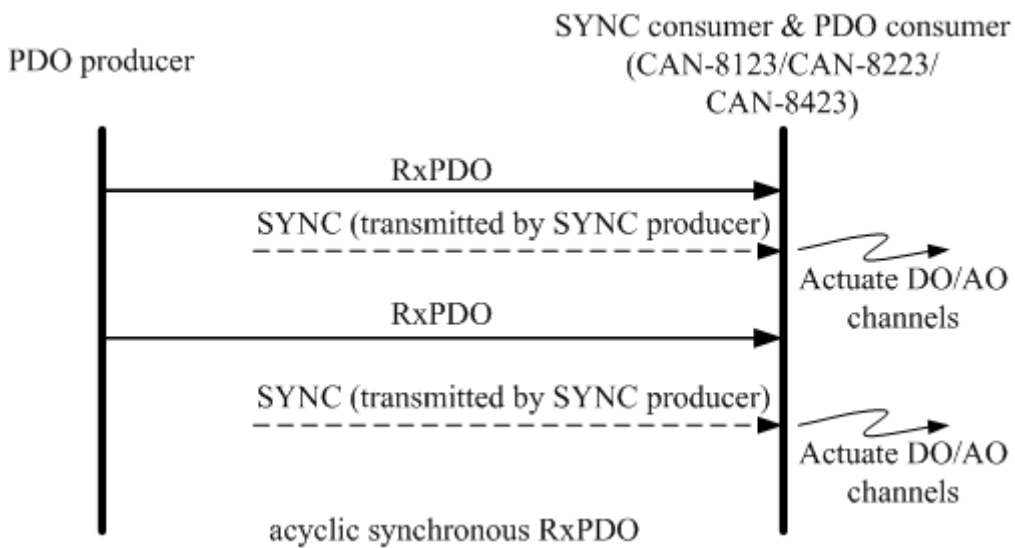 PDO producer
SYNC consumer & PDO consumer
(CAN-8123/CAN-8223/
CAN-8423)
RxPDO
SYNC (transmitted by SYNC producer)
Actuate DO/AO
channels
RxPDO
SYNC (transmitted by SYNC producer)
Actuate DO/AO
channels
acyclic synchronous RxPDO